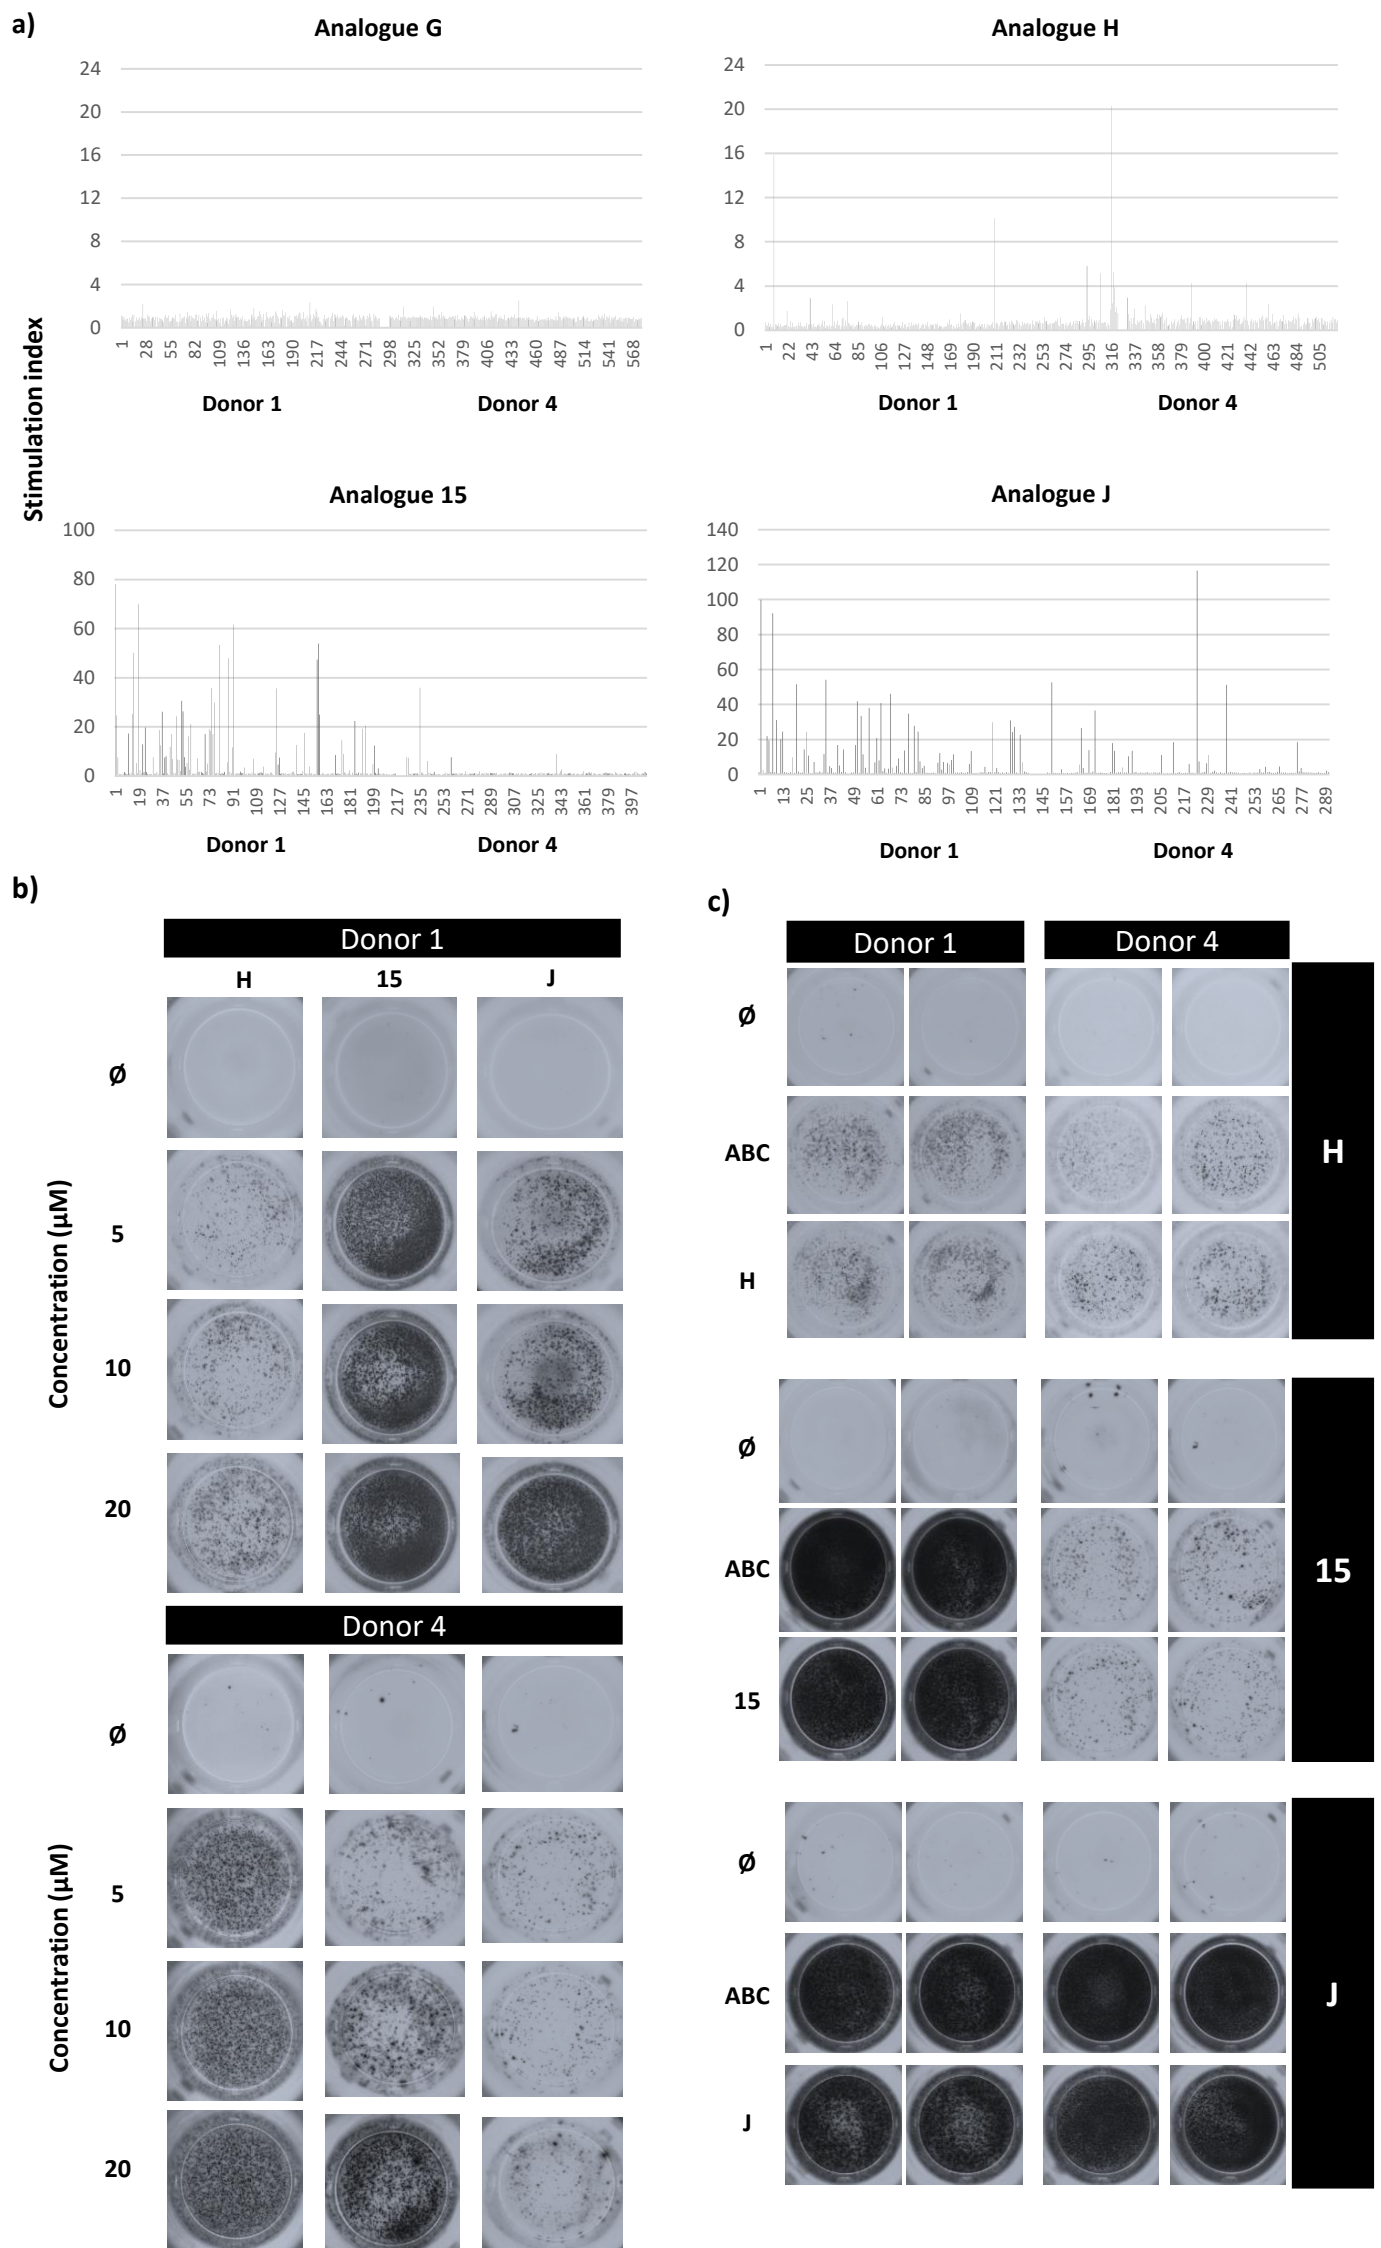 a)
Analogue G
Analogue H
Stimulation index
24
20
16
12
8
4
0
1 28 55 82 109 136 163 190 217 244 271 298 325 352 379 406 433 460 487 514 541 568
Donor 1 Donor 4
24
20
16
12
8
4
0
1 22 43 64 85 106 127 148 169 190 211 232 253 274 295 316 337 358 379 400 421 442 463 484 505
Donor 1 Donor 4
Analogue 15
Analogue J
100
80
60
40
20
0
1 19 37 55 73 91 109 127 145 163 181 199 217 235 253 271 289 307 325 343 361 379 397
Donor 1 Donor 4
140
120
100
80
60
40
20
0
1 13 25 37 49 61 73 85 97 109 121 133 145 157 169 181 193 205 217 229 241 253 265 277 289
Donor 1 Donor 4
b)
Donor 1
H 15 J
Concentration (µM)
Ø
5
10
20
Donor 4
Concentration (µM)
Ø
5
10
20
c)
Donor 1 Donor 4
Ø
ABC
H
H
Ø
ABC
15
15
Ø
ABC
J
J